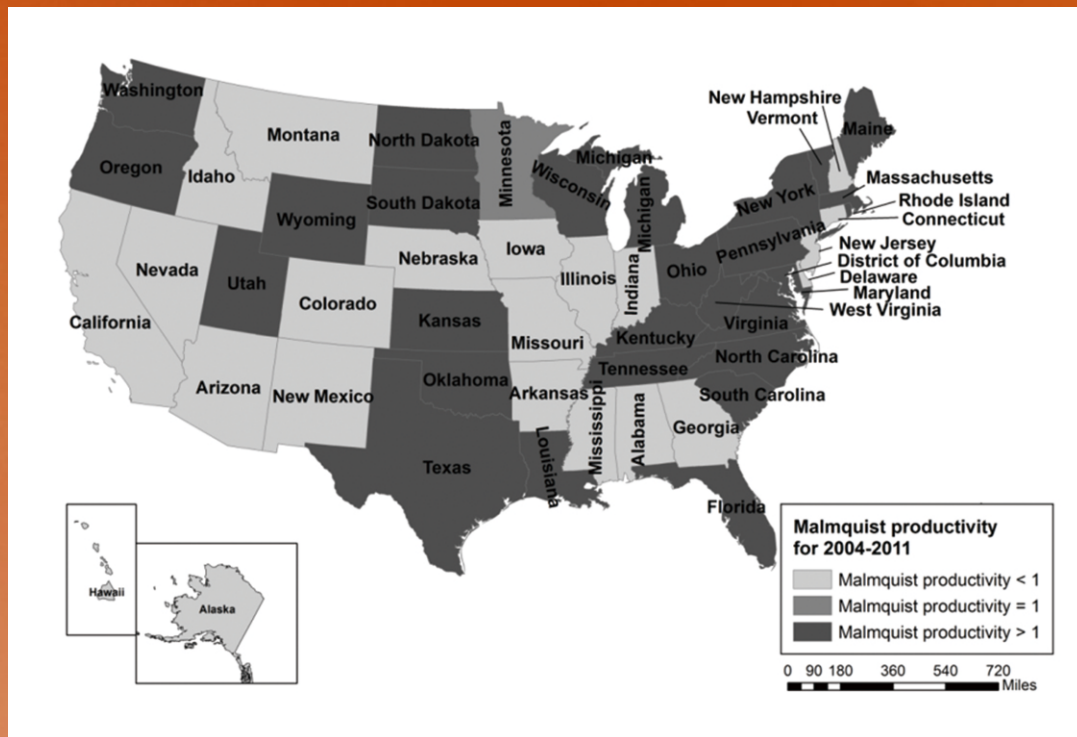 Washington
Oregon
Idaho
Montana
North Dakota
South Dakota
Minnesota
Wisconsin
Michigan
Michigan
New Hampshire
Vermont
Maine
Massachusetts
Rhode Island
Connecticut
New York
Pennsylvania
New Jersey
District of Columbia
Delaware
Maryland
West Virginia
Wyoming
Nebraska
Iowa
Illinois
Indiana
Ohio
Nevada
Utah
Colorado
Kansas
Missouri
Kentucky
Virginia
California
Arizona
New Mexico
Oklahoma
Arkansas
Tennessee
North Carolina
South Carolina
Texas
Louisiana
Mississippi
Alabama
Georgia
Florida
Hawaii
Alaska
Malmquist productivity
for 2004-2011
Malmquist productivity < 1
Malmquist productivity = 1
Malmquist productivity > 1
0 90 180 360 540 720
Miles